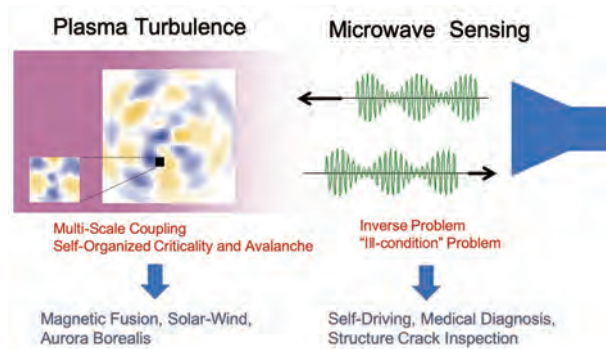 Plasma Turbulence
Microwave Sensing
Multi-Scale Coupling
Self-Organized Criticality and Avalanche
Inverse Problem
"Ill-condition" Problem
Magnetic Fusion, Solar-Wind,
Aurora Borealis
Self-Driving, Medical Diagnosis,
Structure Crack Inspection